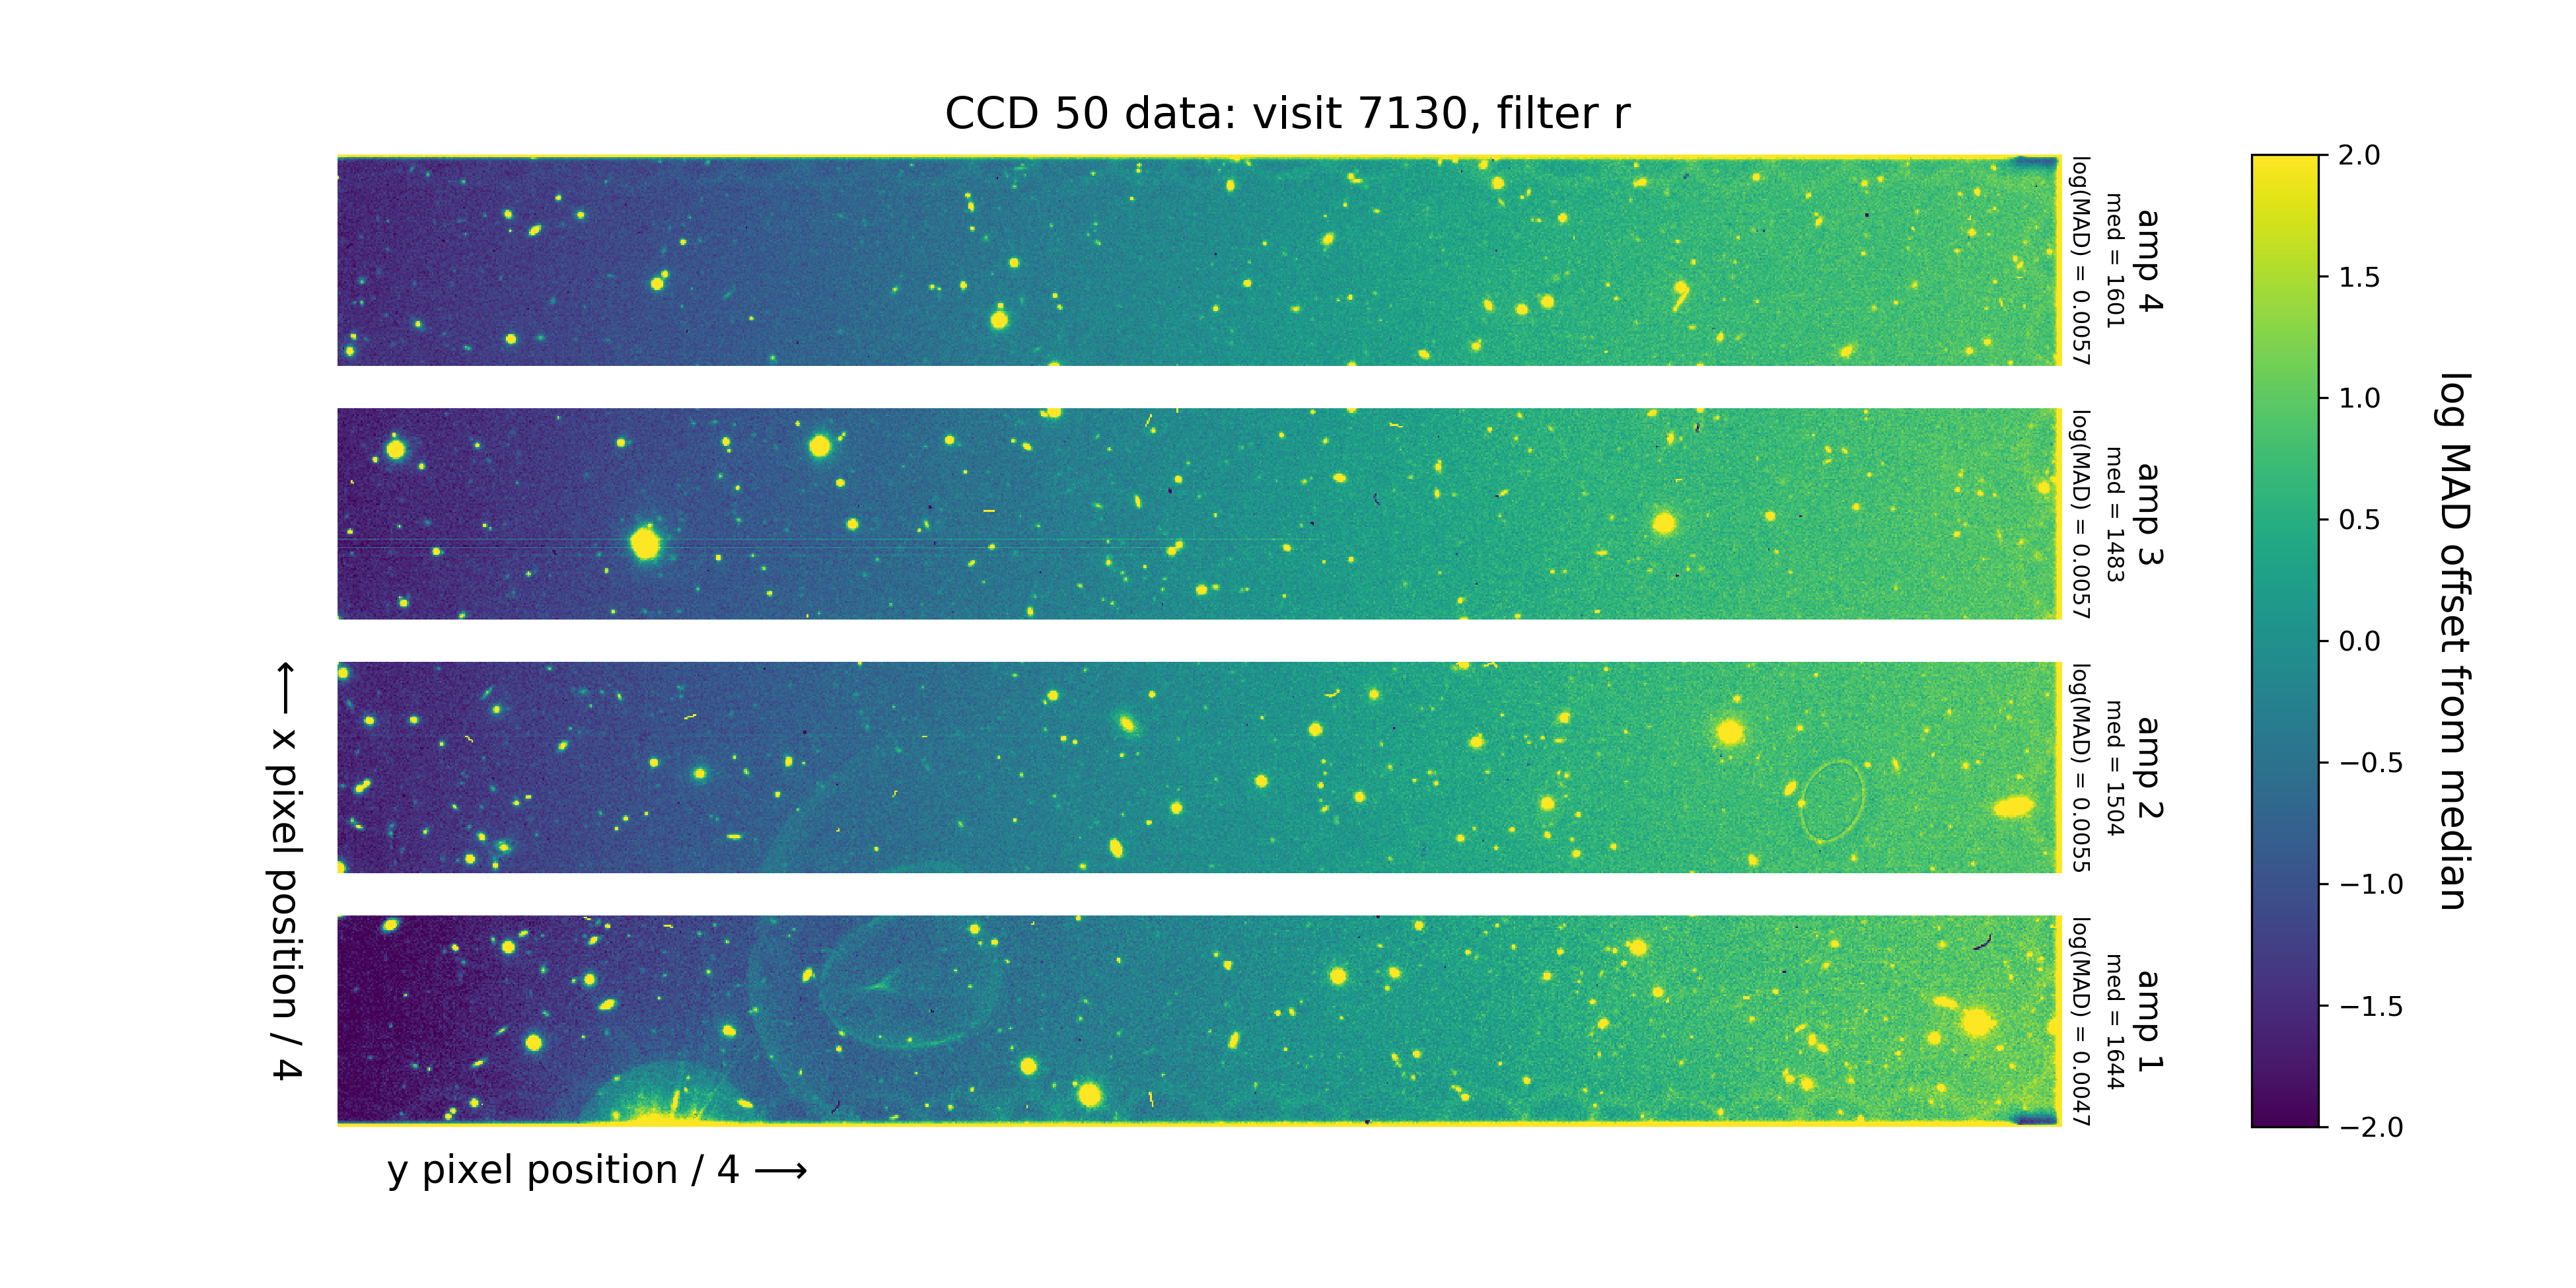 CCD 50 data: visit 7130, filter r
amp 4
med = 1601
log(MAD) = 0.0057
amp 3
med = 1483
log(MAD) = 0.0057
amp 2
med = 1504
log(MAD) = 0.0055
amp 1
med = 1644
log(MAD) = 0.0047
← x pixel position / 4
y pixel position / 4 →
2.0
1.5
1.0
0.5
0.0
−0.5
−1.0
−1.5
−2.0
log MAD offset from median